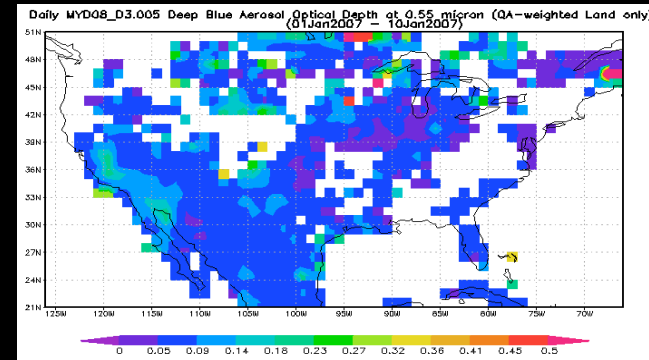 Daily MYD08_D3.005 Deep Blue Aerosol Optical Depth at 0.55 micron (QA-weighted Land only)
(01Jan2007 - 10Jan2007)
51N
48N
45N
42N
39N
36N
33N
30N
27N
24N
21N
125W 120W 115W 110W 105W 100W 95W 90W 85W 80W 75W 70W
0 0.05 0.09 0.14 0.18 0.23 0.27 0.32 0.36 0.41 0.45 0.5